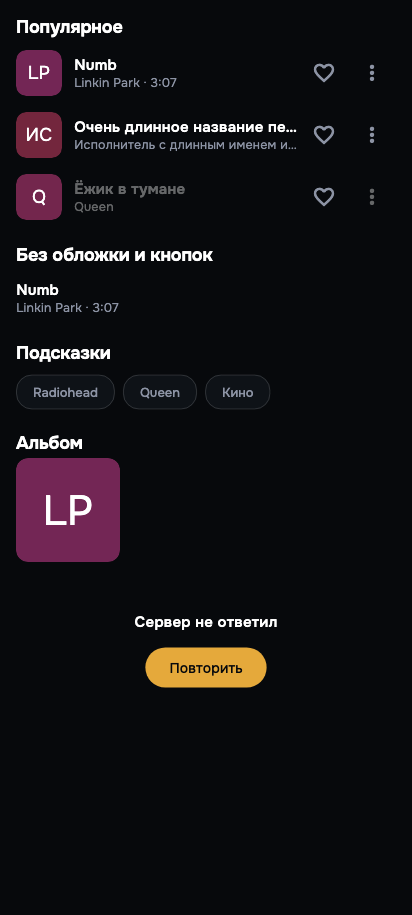 Популярное
LP
Numb
Linkin Park · 3:07
ИС
Очень длинное название пе...
Исполнитель с длинным именем и...
Q
Ёжик в тумане
Queen
Без обложки и кнопок
Numb
Linkin Park · 3:07
Подсказки
Radiohead Queen Кино
Альбом
LP
Сервер не ответил
Повторить